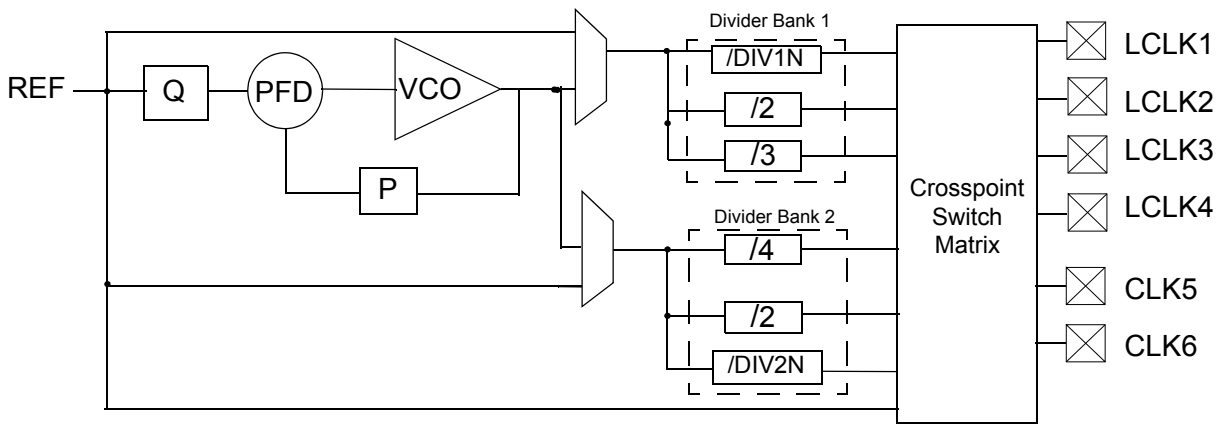 REF
Q
PFD
VCO
P
Divider Bank 1
/DIV1N
/2
/3
Divider Bank 2
/4
/2
/DIV2N
Crosspoint
Switch
Matrix
LCLK1
LCLK2
LCLK3
LCLK4
CLK5
CLK6